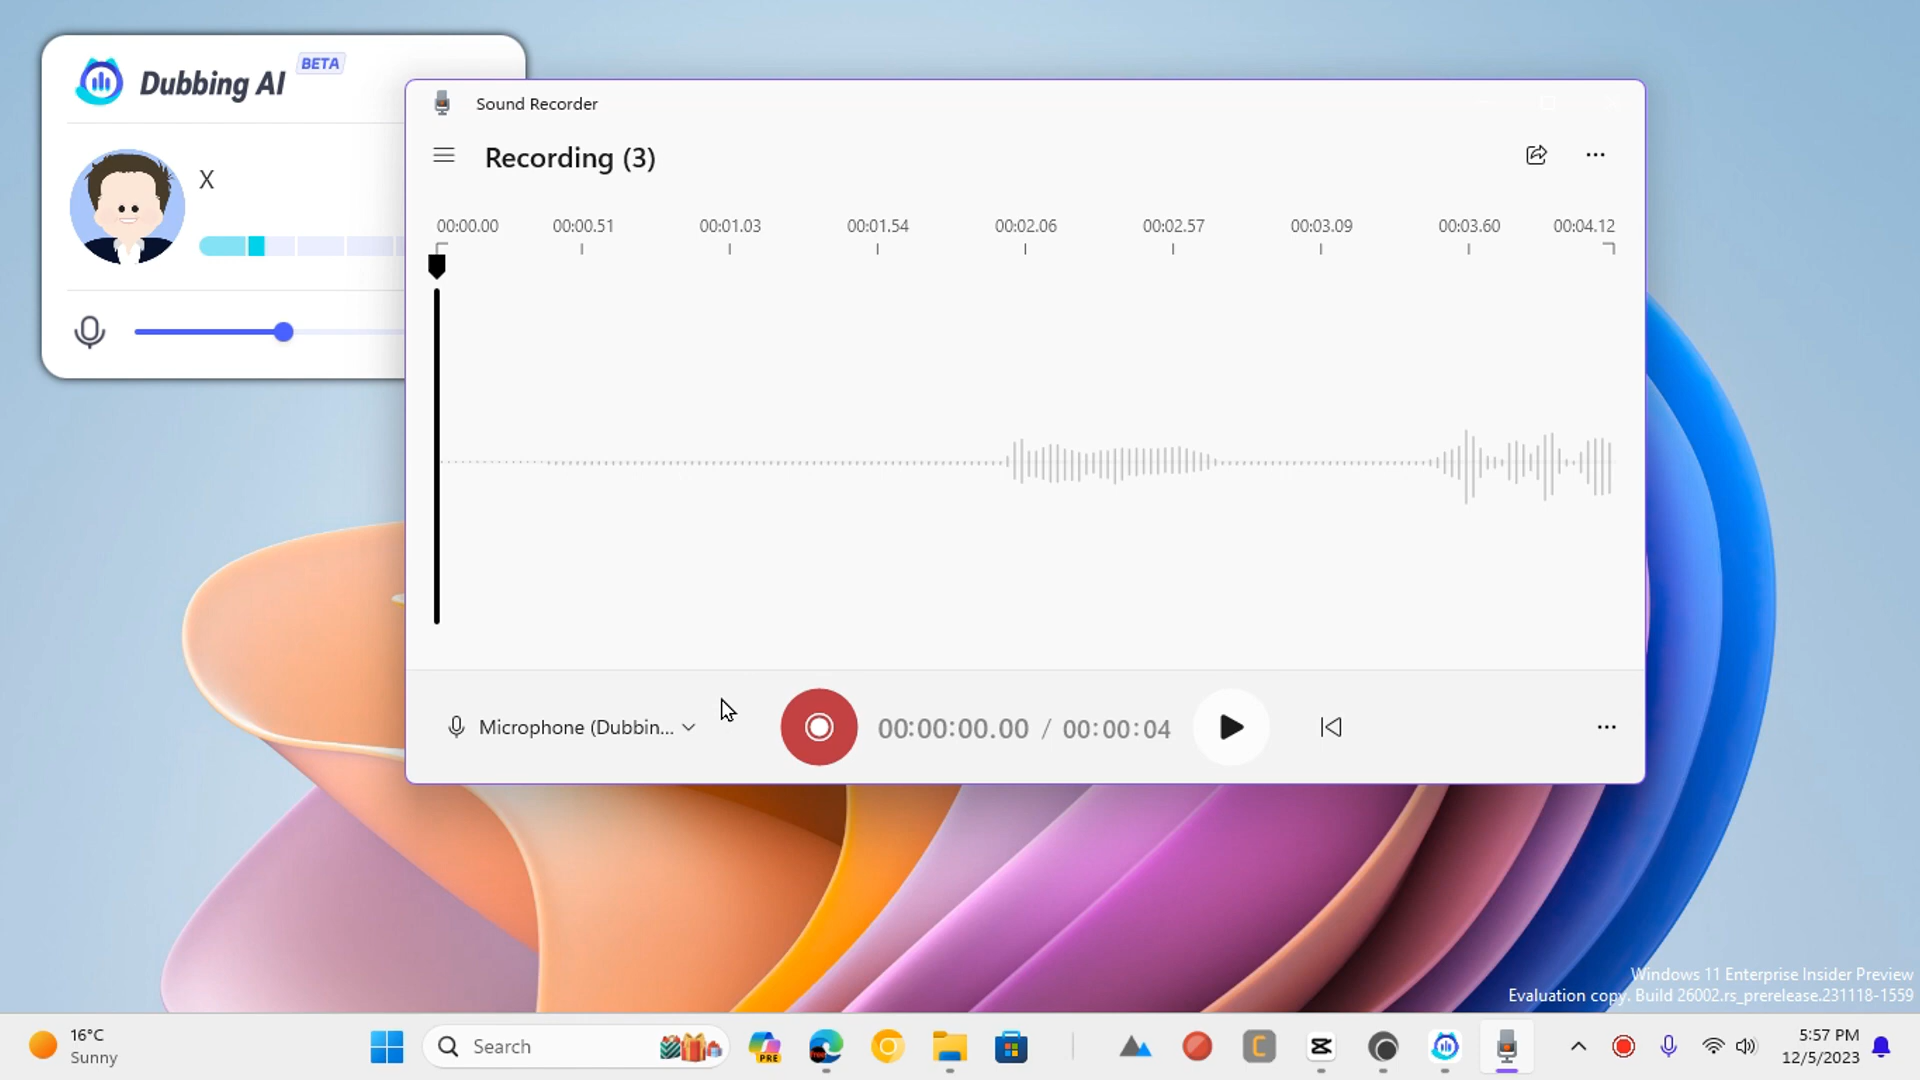 Dubbing AI BETA
X
Sound Recorder
Recording (3)
00:00.00 00:00.51 00:01.03 00:01.54 00:02.06 00:02.57 00:03.09 00:03.60 00:04.12
Microphone (Dubbin... 00:00:00.00 / 00:00:04
Windows 11 Enterprise Insider Preview
Evaluation copy. Build 26002.rs_prerelease.231118-1559
16°C
Sunny
Search
PRE
free
C
5:57 PM
12/5/2023